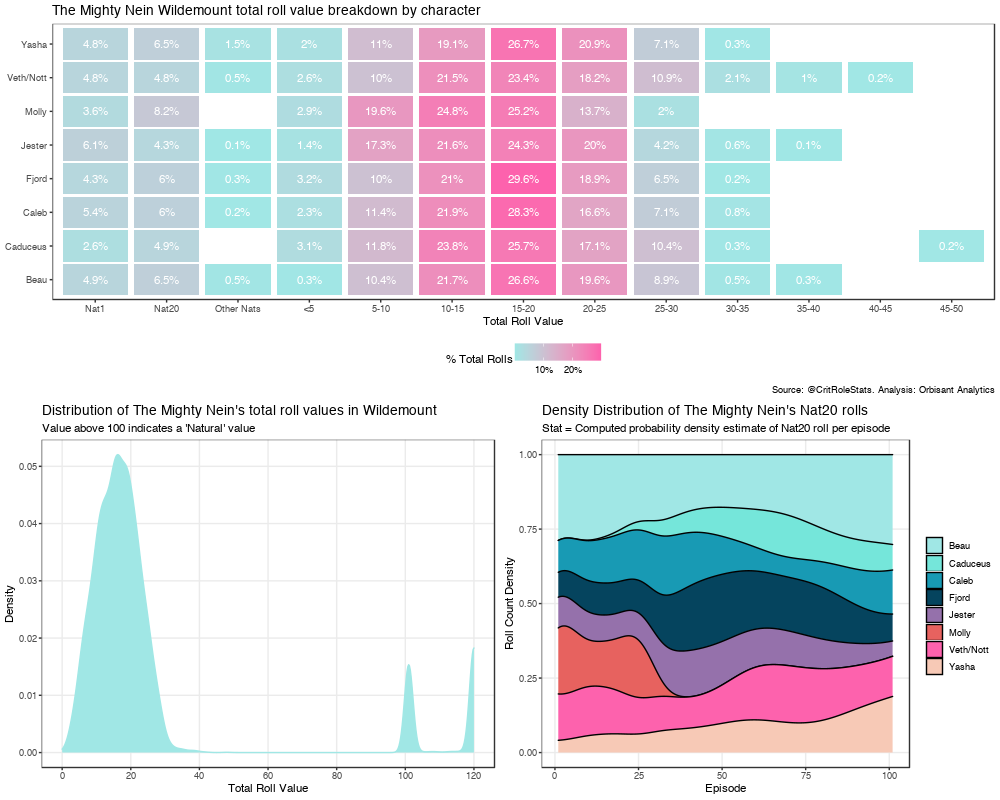 The Mighty Nein Wildemount total roll value breakdown by character
Yasha 4.8% 6.5% 1.5% 2% 11% 19.1% 26.7% 20.9% 7.1% 0.3%
Veth/Nott 4.8% 4.8% 0.5% 2.6% 10% 21.5% 23.4% 18.2% 10.9% 2.1% 1% 0.2%
Molly 3.6% 8.2% 2.9% 19.6% 24.8% 25.2% 13.7% 2%
Jester 6.1% 4.3% 0.1% 1.4% 17.3% 21.6% 24.3% 20% 4.2% 0.6% 0.1%
Fjord 4.3% 6% 0.3% 3.2% 10% 21% 29.6% 18.9% 6.5% 0.2%
Caleb 5.4% 6% 0.2% 2.3% 11.4% 21.9% 28.3% 16.6% 7.1% 0.8%
Caduceus 2.6% 4.9% 3.1% 11.8% 23.8% 25.7% 17.1% 10.4% 0.3% 0.2%
Beau 4.9% 6.5% 0.5% 0.3% 10.4% 21.7% 26.6% 19.6% 8.9% 0.5% 0.3%
Nat1 Nat20 Other Nats <5 5-10 10-15 15-20 20-25 25-30 30-35 35-40 40-45 45-50
Total Roll Value
% Total Rolls
10% 20%
Source: @CritRoleStats. Analysis: Orbisant Analytics
Distribution of The Mighty Nein's total roll values in Wildemount
Value above 100 indicates a 'Natural' value
Density
0.05
0.04
0.03
0.02
0.01
0.00
0 20 40 60 80 100 120
Total Roll Value
Density Distribution of The Mighty Nein's Nat20 rolls
Stat = Computed probability density estimate of Nat20 roll per episode
Roll Count Density
1.00
0.75
0.50
0.25
0.00
0 25 50 75 100
Episode
Beau
Caduceus
Caleb
Fjord
Jester
Molly
Veth/Nott
Yasha